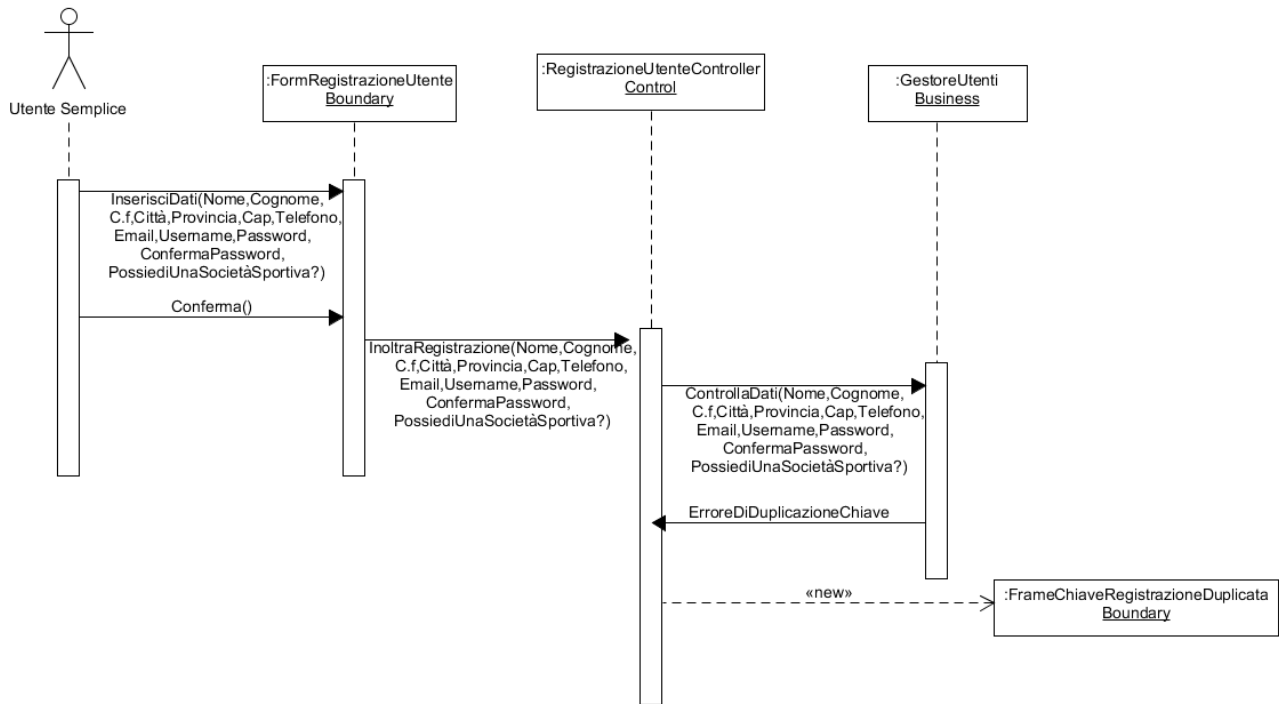 Utente Semplice
:FormRegistrazioneUtente
Boundary
:RegistrazioneUtenteController
Control
:GestoreUtenti
Business
InserisciDati(Nome,Cognome,
C.f,Città,Provincia,Cap,Telefono,
Email,Username,Password,
ConfermaPassword,
PossiediUnaSocietàSportiva?)
Conferma()
InoltraRegistrazione(Nome,Cognome,
C.f,Città,Provincia,Cap,Telefono,
Email,Username,Password,
ConfermaPassword,
PossiediUnaSocietàSportiva?)
ControllaDati(Nome,Cognome,
C.f,Città,Provincia,Cap,Telefono,
Email,Username,Password,
ConfermaPassword,
PossiediUnaSocietàSportiva?)
ErroreDiDuplicazioneChiave
«new»
:FrameChiaveRegistrazioneDuplicata
Boundary